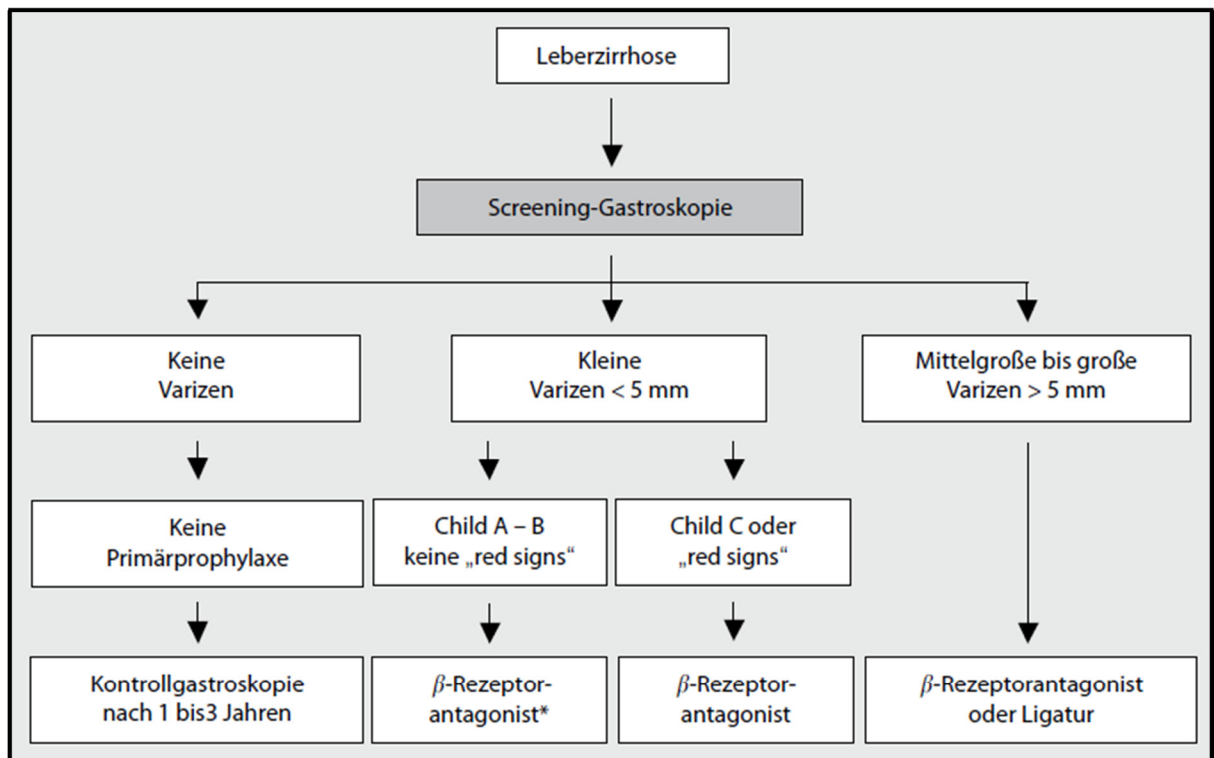 Leberzirrhose
Screening-Gastroskopie
Keine
Varizen
Kleine
Varizen < 5 mm
Mittelgroße bis große
Varizen > 5 mm
Keine
Primärprophylaxe
Child A – B
keine „red signs“
Child C oder
„red signs“
Kontrollgastroskopie
nach 1 bis3 Jahren
β-Rezeptor-
antagonist*
β-Rezeptor-
antagonist
β-Rezeptorantagonist
oder Ligatur